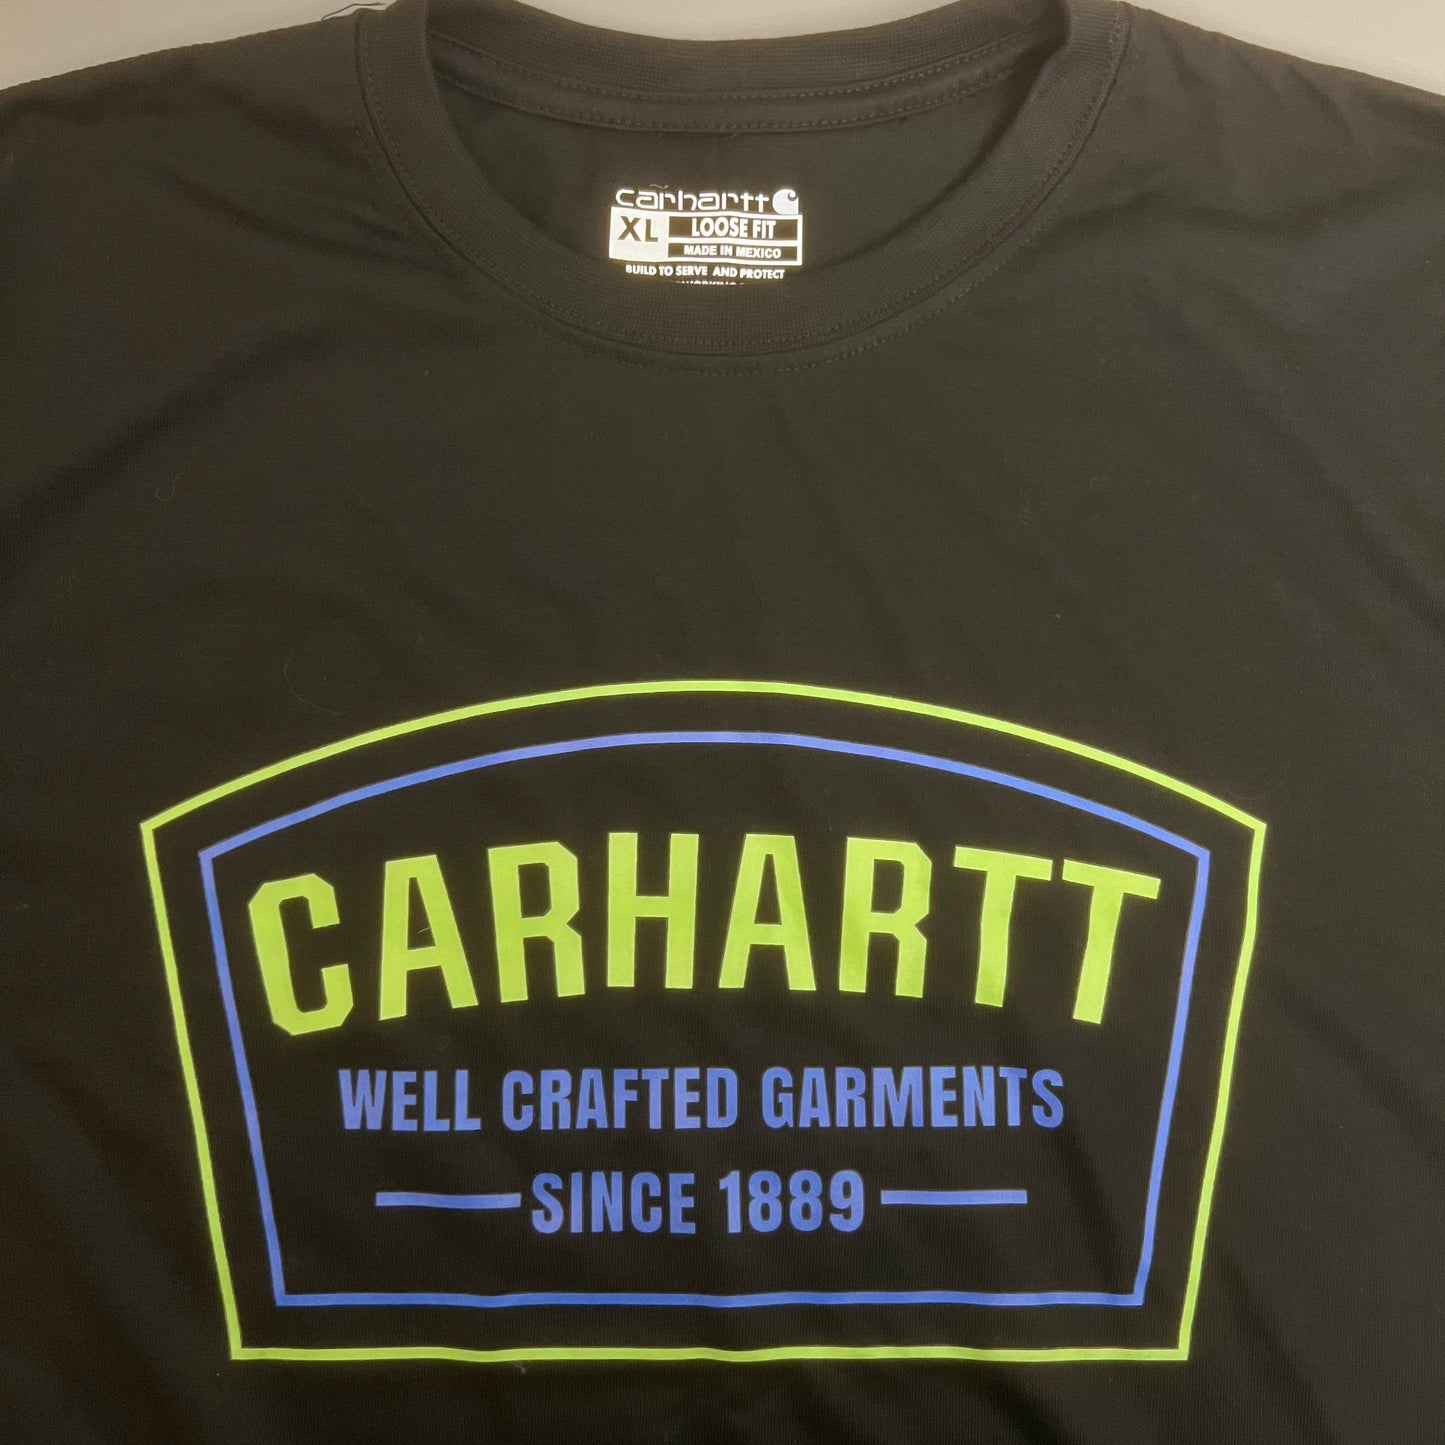 carhartt
XL LOOSE FIT
MADE IN MEXICO
BUILD TO SERVE AND PROTECT
CARHARTT
WELL CRAFTED GARMENTS
SINCE 1889